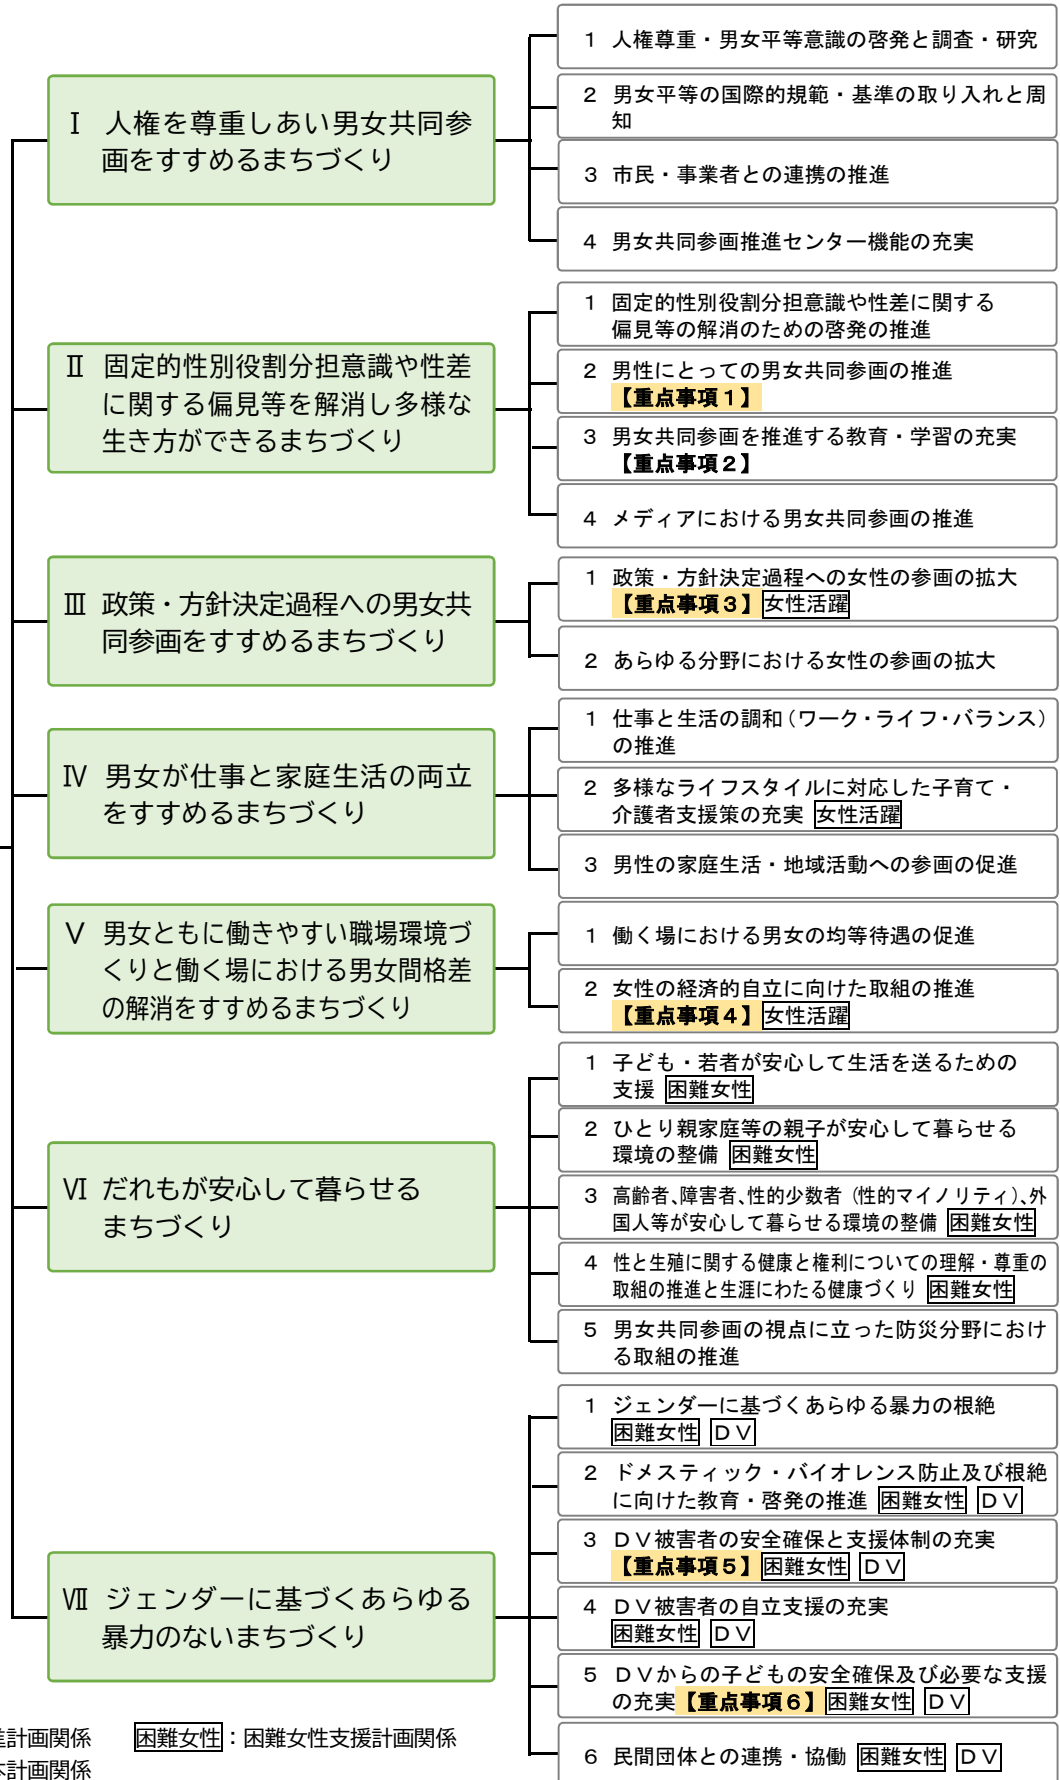 Ⅰ 人権を尊重しあい男女共同参
画をすすめるまちづくり
1 人権尊重・男女平等意識の啓発と調査・研究
2 男女平等の国際的規範・基準の取り入れと周
知
3 市民・事業者との連携の推進
4 男女共同参画推進センター機能の充実
Ⅱ 固定的性別役割分担意識や性差
に関する偏見等を解消し多様な
生き方ができるまちづくり
1 固定的性別役割分担意識や性差に関する
偏見等の解消のための啓発の推進
2 男性にとっての男女共同参画の推進
【重点事項1】
3 男女共同参画を推進する教育・学習の充実
【重点事項2】
4 メディアにおける男女共同参画の推進
Ⅲ 政策・方針決定過程への男女共
同参画をすすめるまちづくり
1 政策・方針決定過程への女性の参画の拡大
【重点事項3】女性活躍
2 あらゆる分野における女性の参画の拡大
Ⅳ 男女が仕事と家庭生活の両立
をすすめるまちづくり
1 仕事と生活の調和(ワーク・ライフ・バランス)
の推進
2 多様なライフスタイルに対応した子育て・
介護者支援策の充実 女性活躍
3 男性の家庭生活・地域活動への参画の促進
Ⅴ 男女ともに働きやすい職場環境づ
くりと働く場における男女間格差
の解消をすすめるまちづくり
1 働く場における男女の均等待遇の促進
2 女性の経済的自立に向けた取組の推進
【重点事項4】女性活躍
Ⅵ だれもが安心して暮らせる
まちづくり
1 子ども・若者が安心して生活を送るための
支援 困難女性
2 ひとり親家庭等の親子が安心して暮らせる
環境の整備 困難女性
3 高齢者、障害者、性的少数者(性的マイノリティ)、外
国人等が安心して暮らせる環境の整備 困難女性
4 性と生殖に関する健康と権利についての理解・尊重の
取組の推進と生涯にわたる健康づくり 困難女性
5 男女共同参画の視点に立った防災分野におけ
る取組の推進
Ⅶ ジェンダーに基づくあらゆる
暴力のないまちづくり
1 ジェンダーに基づくあらゆる暴力の根絶
困難女性 DV
2 ドメスティック・バイオレンス防止及び根絶
に向けた教育・啓発の推進 困難女性 DV
3 DV被害者の安全確保と支援体制の充実
【重点事項5】困難女性 DV
4 DV被害者の自立支援の充実
困難女性 DV
5 DVからの子どもの安全確保及び必要な支援
の充実【重点事項6】困難女性 DV
6 民間団体との連携・協働 困難女性 DV
計画関係 困難女性:困難女性支援計画関係
計画関係